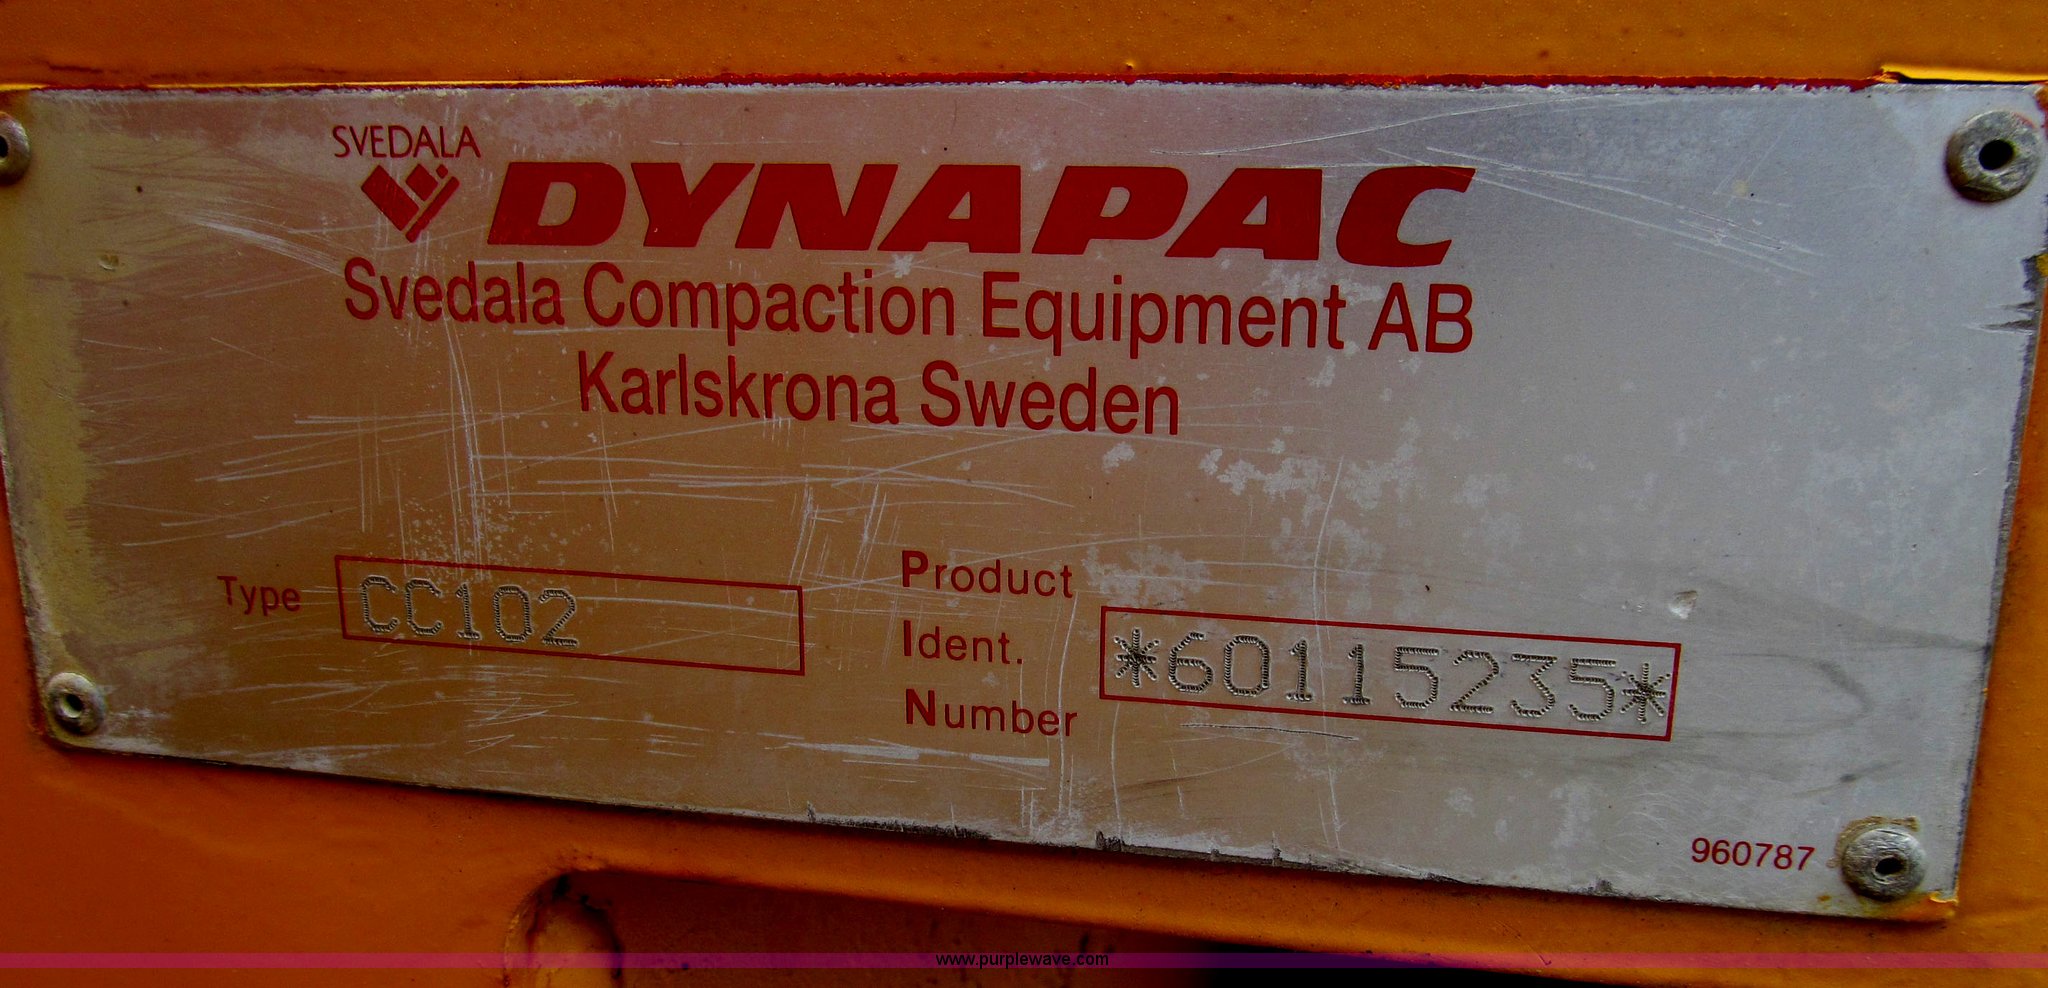 SVEDALA
DYNAPAC
Svedala Compaction Equipment AB
Karlskrona Sweden
Type CC102
Product
Ident.
Number
*60115235*
960787
www.purplewave.com